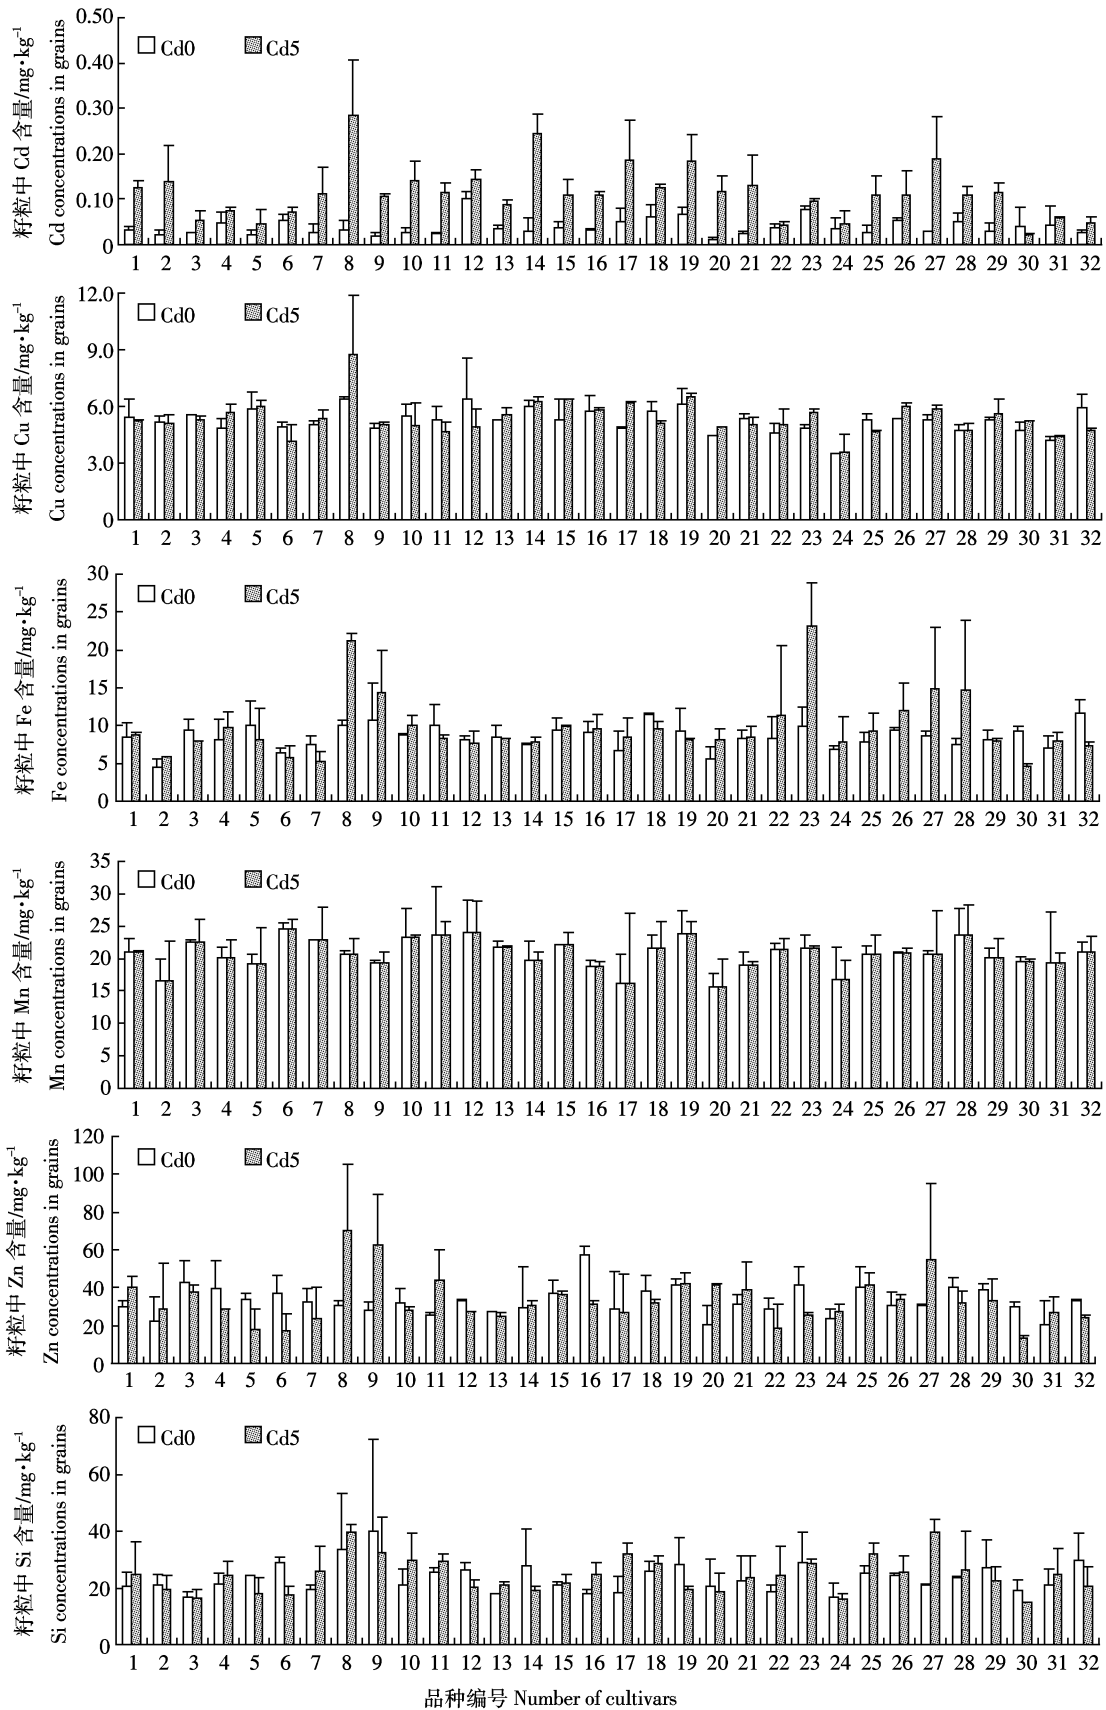 籽粒中 Cd 含量/mg·kg⁻¹
Cd concentrations in grains
Cd0 Cd5
0.50
0.40
0.30
0.20
0.10
0
1 2 3 4 5 6 7 8 9 10 11 12 13 14 15 16 17 18 19 20 21 22 23 24 25 26 27 28 29 30 31 32
籽粒中 Cu 含量/mg·kg⁻¹
Cu concentrations in grains
Cd0 Cd5
12.0
9.0
6.0
3.0
0
1 2 3 4 5 6 7 8 9 10 11 12 13 14 15 16 17 18 19 20 21 22 23 24 25 26 27 28 29 30 31 32
籽粒中 Fe 含量/mg·kg⁻¹
Fe concentrations in grains
Cd0 Cd5
30
25
20
15
10
5
0
1 2 3 4 5 6 7 8 9 10 11 12 13 14 15 16 17 18 19 20 21 22 23 24 25 26 27 28 29 30 31 32
籽粒中 Mn 含量/mg·kg⁻¹
Mn concentrations in grains
Cd0 Cd5
35
30
25
20
15
10
5
0
1 2 3 4 5 6 7 8 9 10 11 12 13 14 15 16 17 18 19 20 21 22 23 24 25 26 27 28 29 30 31 32
籽粒中 Zn 含量/mg·kg⁻¹
Zn concentrations in grains
Cd0 Cd5
120
100
80
60
40
20
0
1 2 3 4 5 6 7 8 9 10 11 12 13 14 15 16 17 18 19 20 21 22 23 24 25 26 27 28 29 30 31 32
籽粒中 Si 含量/mg·kg⁻¹
Si concentrations in grains
Cd0 Cd5
80
60
40
20
0
1 2 3 4 5 6 7 8 9 10 11 12 13 14 15 16 17 18 19 20 21 22 23 24 25 26 27 28 29 30 31 32
品种编号 Number of cultivars